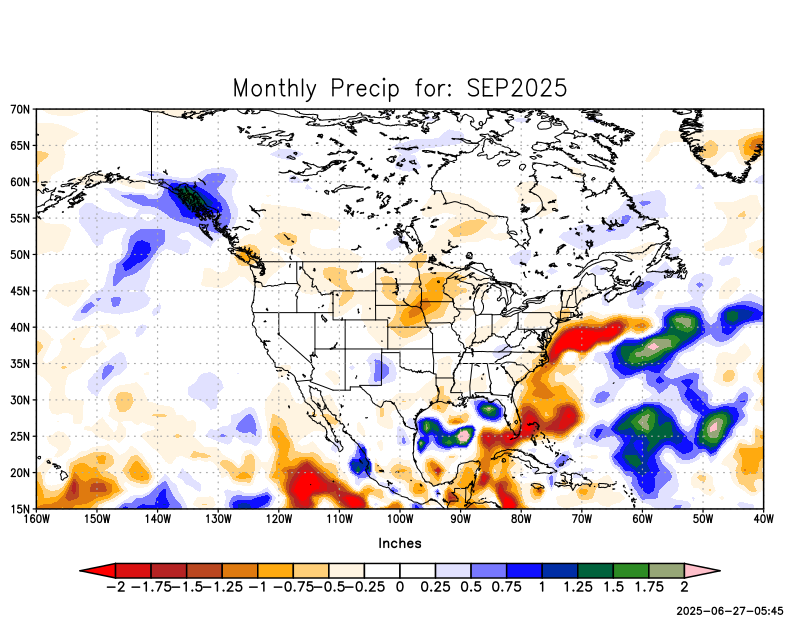 Monthly Precip for: SEP2025
70N
65N
60N
55N
50N
45N
40N
35N
30N
25N
20N
15N
160W 150W 140W 130W 120W 110W 100W 90W 80W 70W 60W 50W 40W
Inches
-2 -1.75 -1.5 -1.25 -1 -0.75 -0.5 -0.25 0 0.25 0.5 0.75 1 1.25 1.5 1.75 2
2025-06-27-05:45